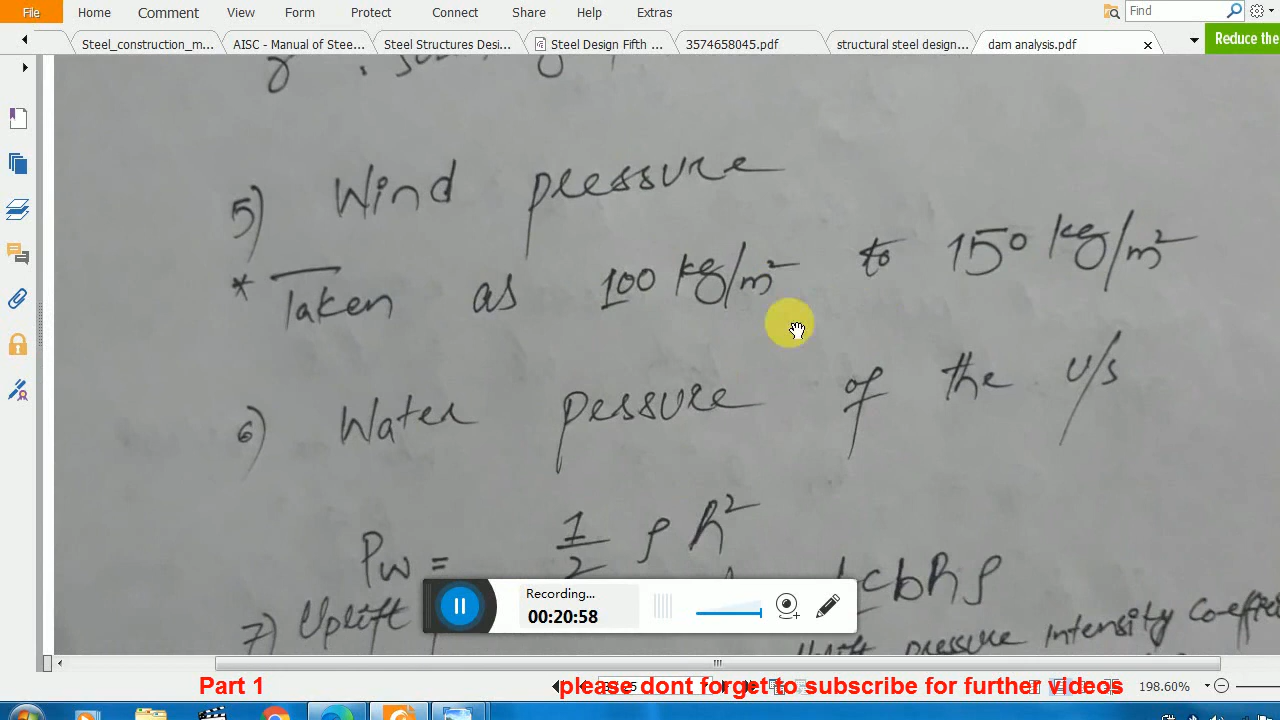 File Home Comment View Form Protect Connect Share Help Extras Find
Steel_construction_m... AISC - Manual of Stee... Steel Structures Desi... Steel Design Fifth ... 3574658045.pdf structural steel design... dam analysis.pdf Reduce the
5) Wind pressure
* Taken as 100 kg/m² to 150 kg/m²
6) Water pessure of the u/s
Pw = 1/2 ρ h²
cbhρ
7) Uplift
pressure Intensity Coeffici
Recording...
00:20:58
Part 1 please dont forget to subscribe for further videos 198.60%